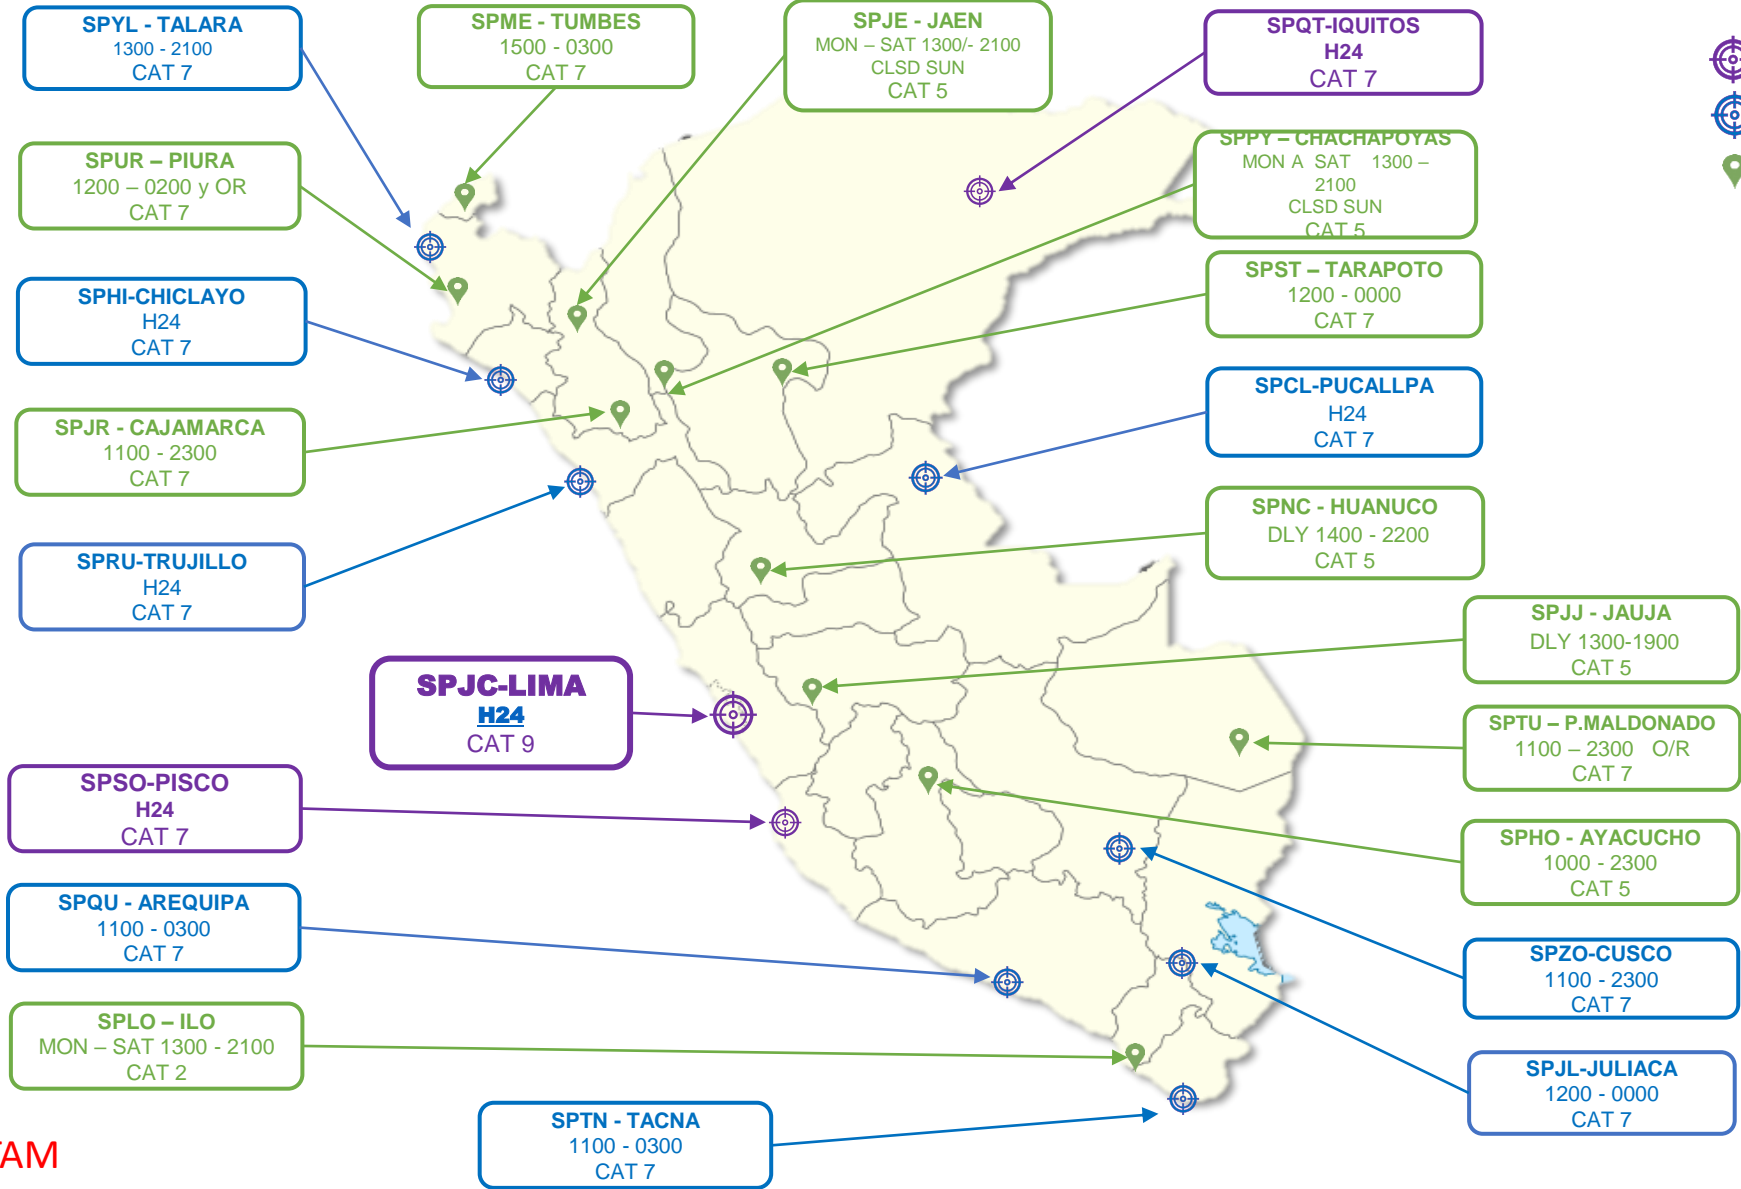 SPYL - TALARA
1300 - 2100
CAT 7
SPME - TUMBES
1500 - 0300
CAT 7
SPJE - JAEN
MON – SAT 1300/- 2100
CLSD SUN
CAT 5
SPQT-IQUITOS
H24
CAT 7
SPUR – PIURA
1200 – 0200 y OR
CAT 7
SPPY – CHACHAPOYAS
MON A SAT 1300 –
2100
CLSD SUN
CAT 5
SPHI-CHICLAYO
H24
CAT 7
SPST – TARAPOTO
1200 - 0000
CAT 7
SPJR - CAJAMARCA
1100 - 2300
CAT 7
SPCL-PUCALLPA
H24
CAT 7
SPRU-TRUJILLO
H24
CAT 7
SPNC - HUANUCO
DLY 1400 - 2200
CAT 5
SPJC-LIMA
H24
CAT 9
SPJJ - JAUJA
DLY 1300-1900
CAT 5
SPSO-PISCO
H24
CAT 7
SPTU – P.MALDONADO
1100 – 2300 O/R
CAT 7
SPQU - AREQUIPA
1100 - 0300
CAT 7
SPHO - AYACUCHO
1000 - 2300
CAT 5
SPLO – ILO
MON – SAT 1300 - 2100
CAT 2
SPZO-CUSCO
1100 - 2300
CAT 7
SPTN - TACNA
1100 - 0300
CAT 7
SPJL-JULIACA
1200 - 0000
CAT 7